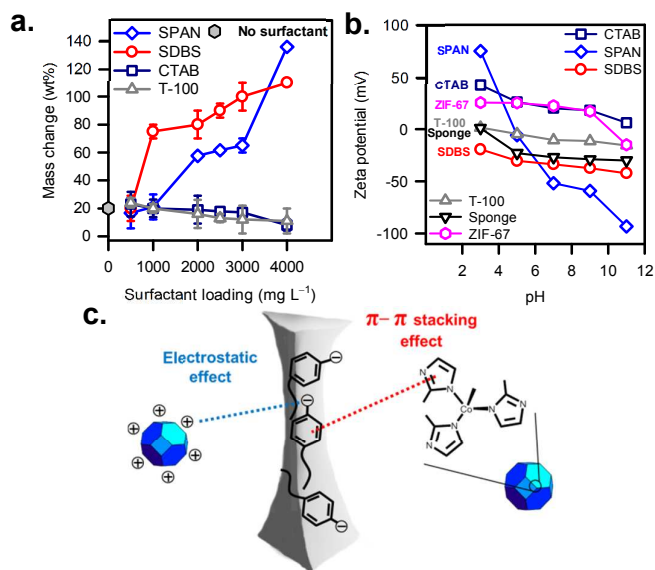 a.
SPAN
No surfactant
SDBS
CTAB
T-100
140
120
100
80
60
40
20
0
Mass change (wt%)
0 1000 2000 3000 4000
Surfactant loading (mg L⁻¹)
b.
CTAB
SPAN
SDBS
SPAN
cTAB
ZIF-67
T-100
Sponge
SDBS
T-100
Sponge
ZIF-67
100
50
0
-50
-100
Zeta potential (mV)
2 4 6 8 10 12
pH
c.
Electrostatic
effect
π– π stacking
effect
N
N
N
Co
N
N
N